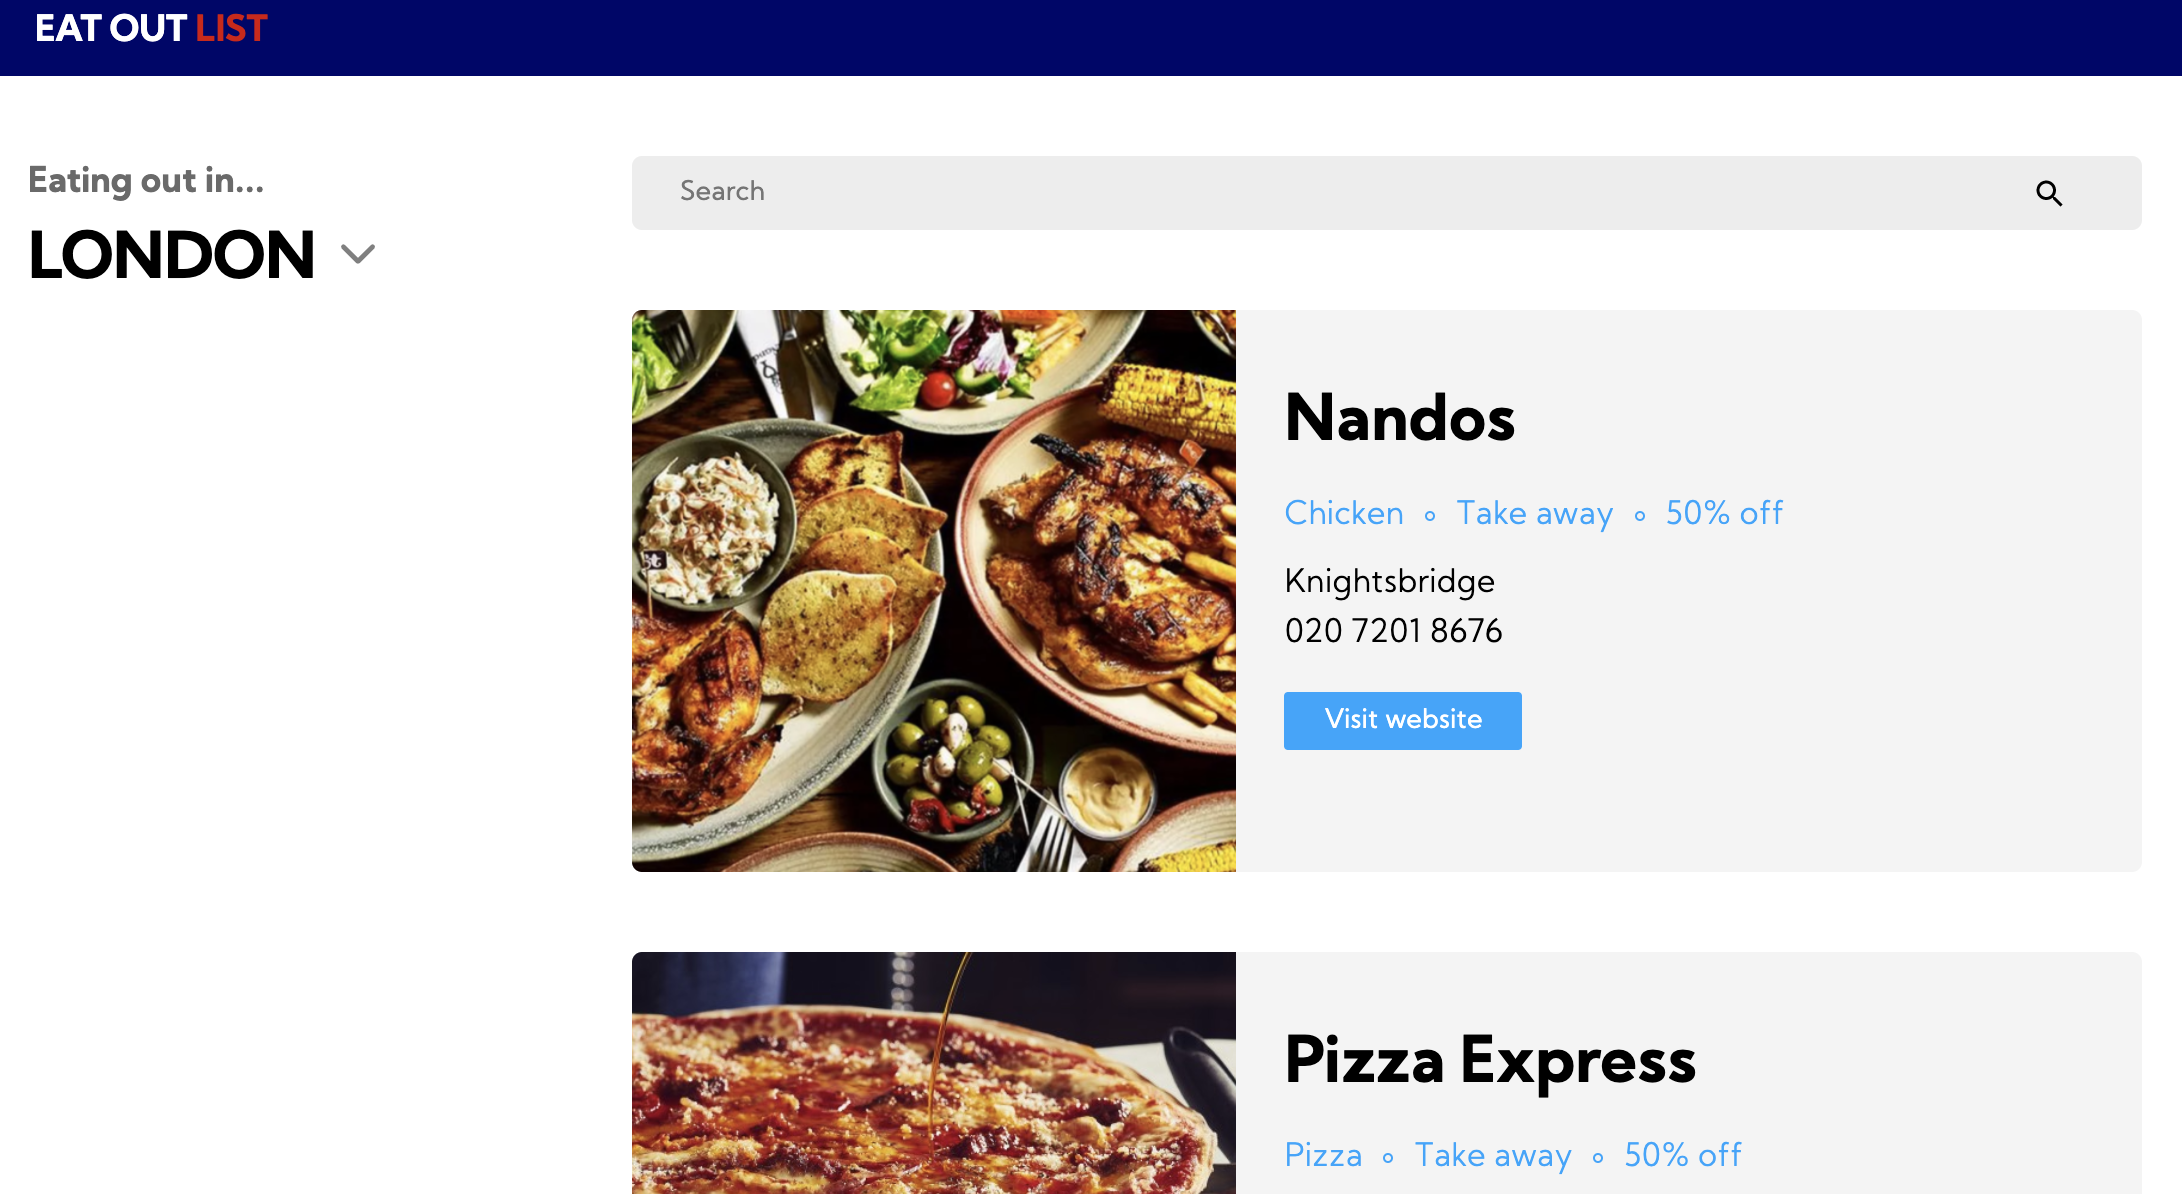 EAT OUT LIST
Eating out in...
LONDON
Search
Nandos
Chicken ∘ Take away ∘ 50% off
Knightsbridge
020 7201 8676
Visit website
Pizza Express
Pizza ∘ Take away ∘ 50% off